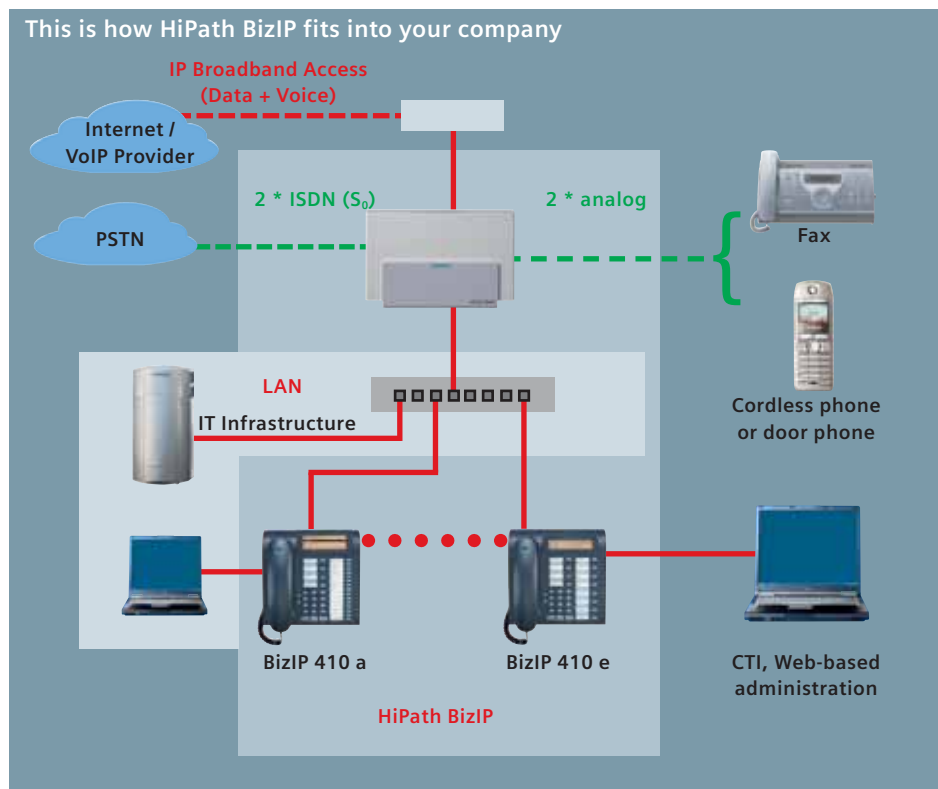 This is how HiPath BizIP fits into your company
IP Broadband Access
(Data + Voice)
Internet /
VoIP Provider
2 * ISDN (S₀)
2 * analog
PSTN
Fax
LAN
IT Infrastructure
Cordless phone
or door phone
BizIP 410 a
BizIP 410 e
CTI, Web-based
administration
HiPath BizIP